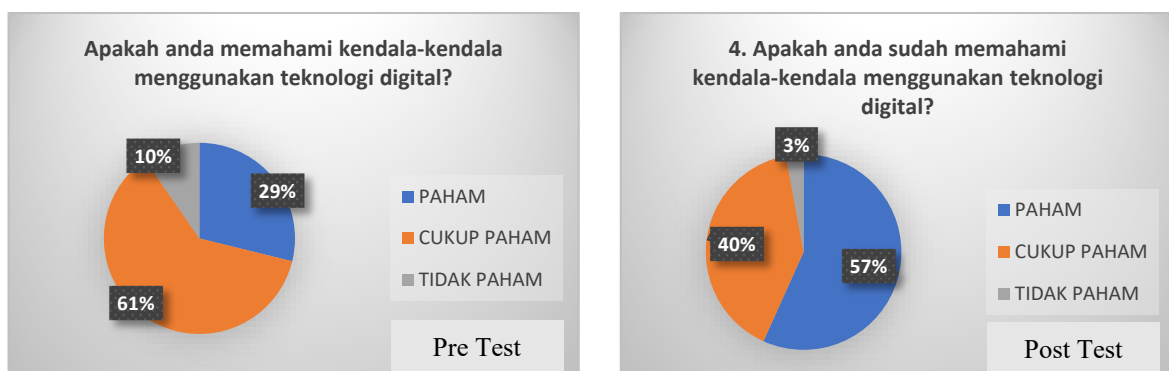 Apakah anda memahami kendala-kendala
menggunakan teknologi digital?
10%
29%
61%
PAHAM
CUKUP PAHAM
TIDAK PAHAM
Pre Test
4. Apakah anda sudah memahami
kendala-kendala menggunakan teknologi
digital?
3%
40%
57%
PAHAM
CUKUP PAHAM
TIDAK PAHAM
Post Test